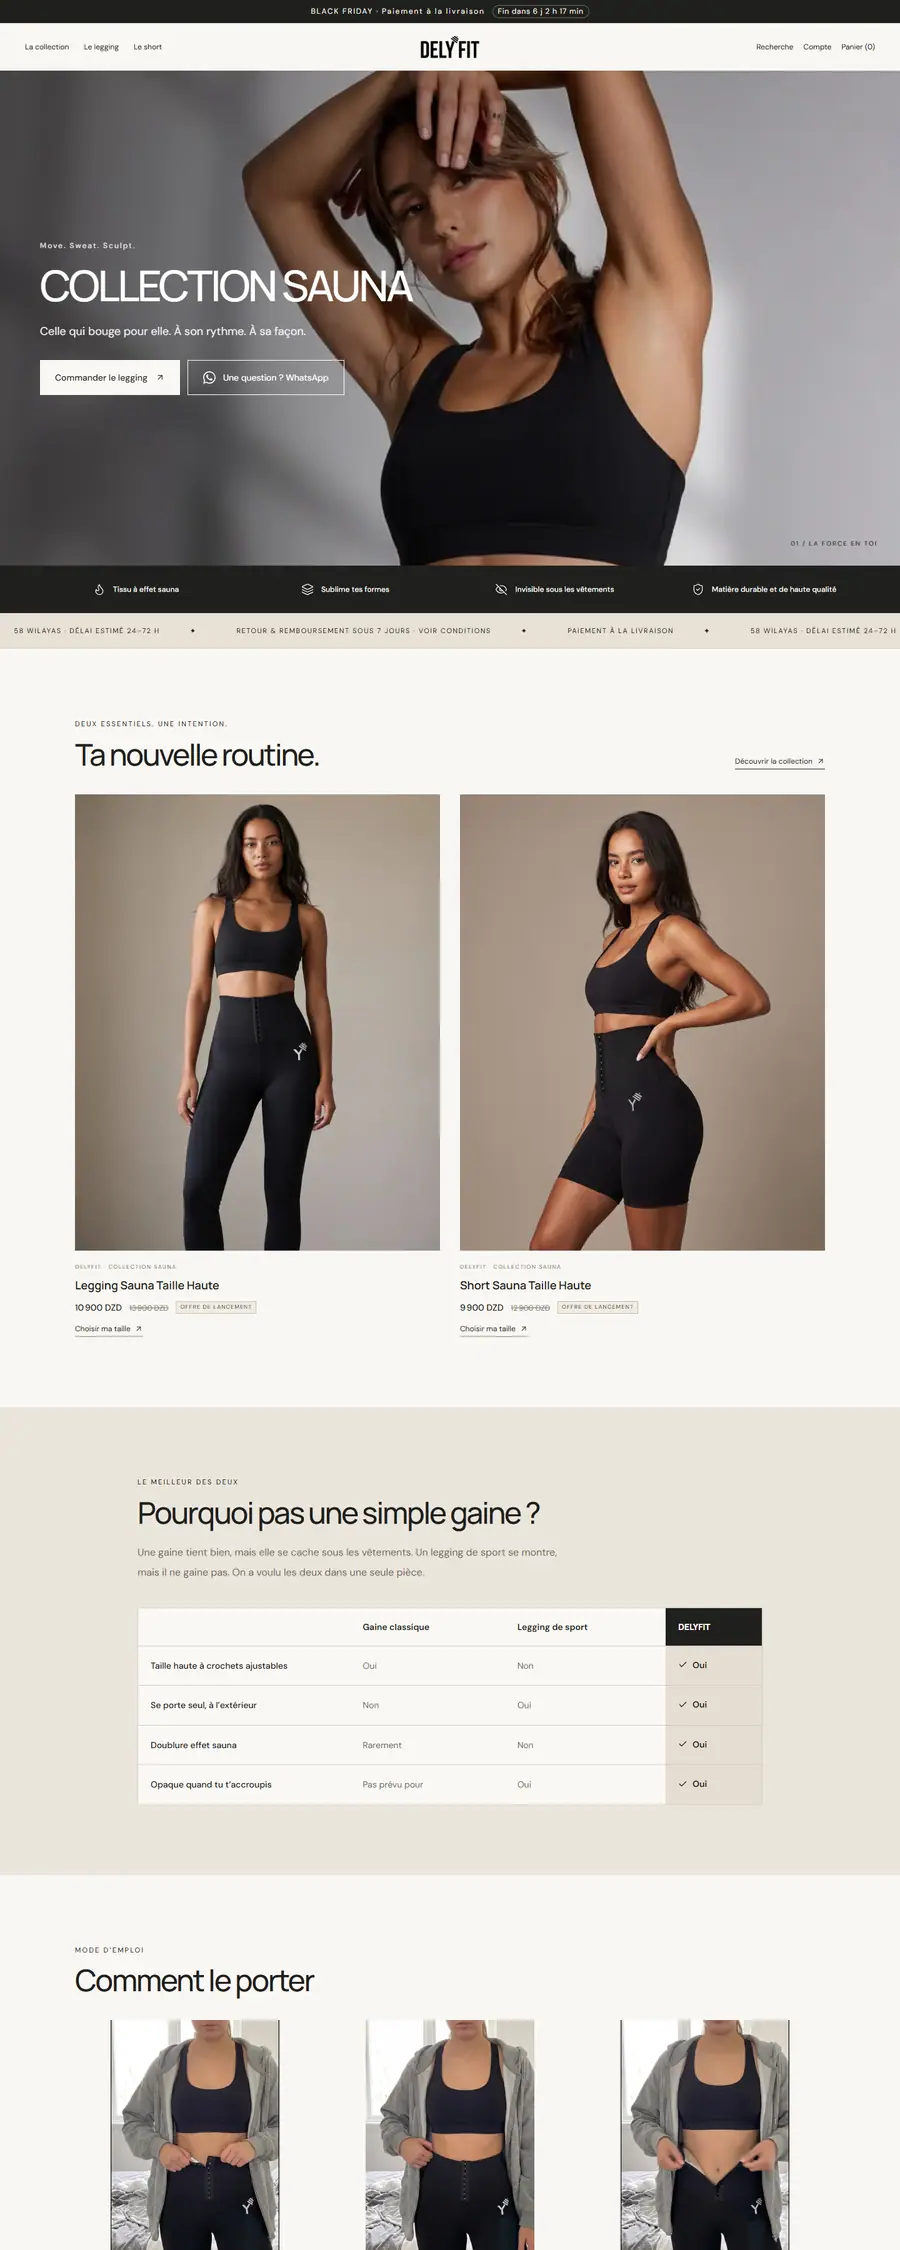 BLACK FRIDAY · Paiement à la livraison Fin dans 6 j 2 h 17 min
La collection Le legging Le short
DELYFIT
Recherche Compte Panier (0)
Move. Sweat. Sculpt.
COLLECTION SAUNA
Celle qui bouge pour elle. À son rythme. À sa façon.
Commander le legging
Une question ? WhatsApp
01 / LA FORCE EN TOI
Tissu à effet sauna
Sublime tes formes
Invisible sous les vêtements
Matière durable et de haute qualité
58 WILAYAS · DÉLAI ESTIMÉ 24–72 H ✦ RETOUR & REMBOURSEMENT SOUS 7 JOURS · VOIR CONDITIONS ✦ PAIEMENT À LA LIVRAISON ✦ 58 WILAYAS · DÉLAI ESTIMÉ 24–72 H
DEUX ESSENTIELS. UNE INTENTION.
Ta nouvelle routine.
Découvrir la collection
DELYFIT · COLLECTION SAUNA
Legging Sauna Taille Haute
10 900 DZD 13 900 DZD OFFRE DE LANCEMENT
Choisir ma taille
DELYFIT · COLLECTION SAUNA
Short Sauna Taille Haute
9 900 DZD 12 900 DZD OFFRE DE LANCEMENT
Choisir ma taille
LE MEILLEUR DES DEUX
Pourquoi pas une simple gaine ?
Une gaine tient bien, mais elle se cache sous les vêtements. Un legging de sport se montre,
mais il ne gaine pas. On a voulu les deux dans une seule pièce.
Gaine classique Legging de sport DELYFIT
Taille haute à crochets ajustables Oui Non Oui
Se porte seul, à l'extérieur Non Oui Oui
Doublure effet sauna Rarement Non Oui
Opaque quand tu t'accroupis Pas prévu pour Oui Oui
MODE D'EMPLOI
Comment le porter